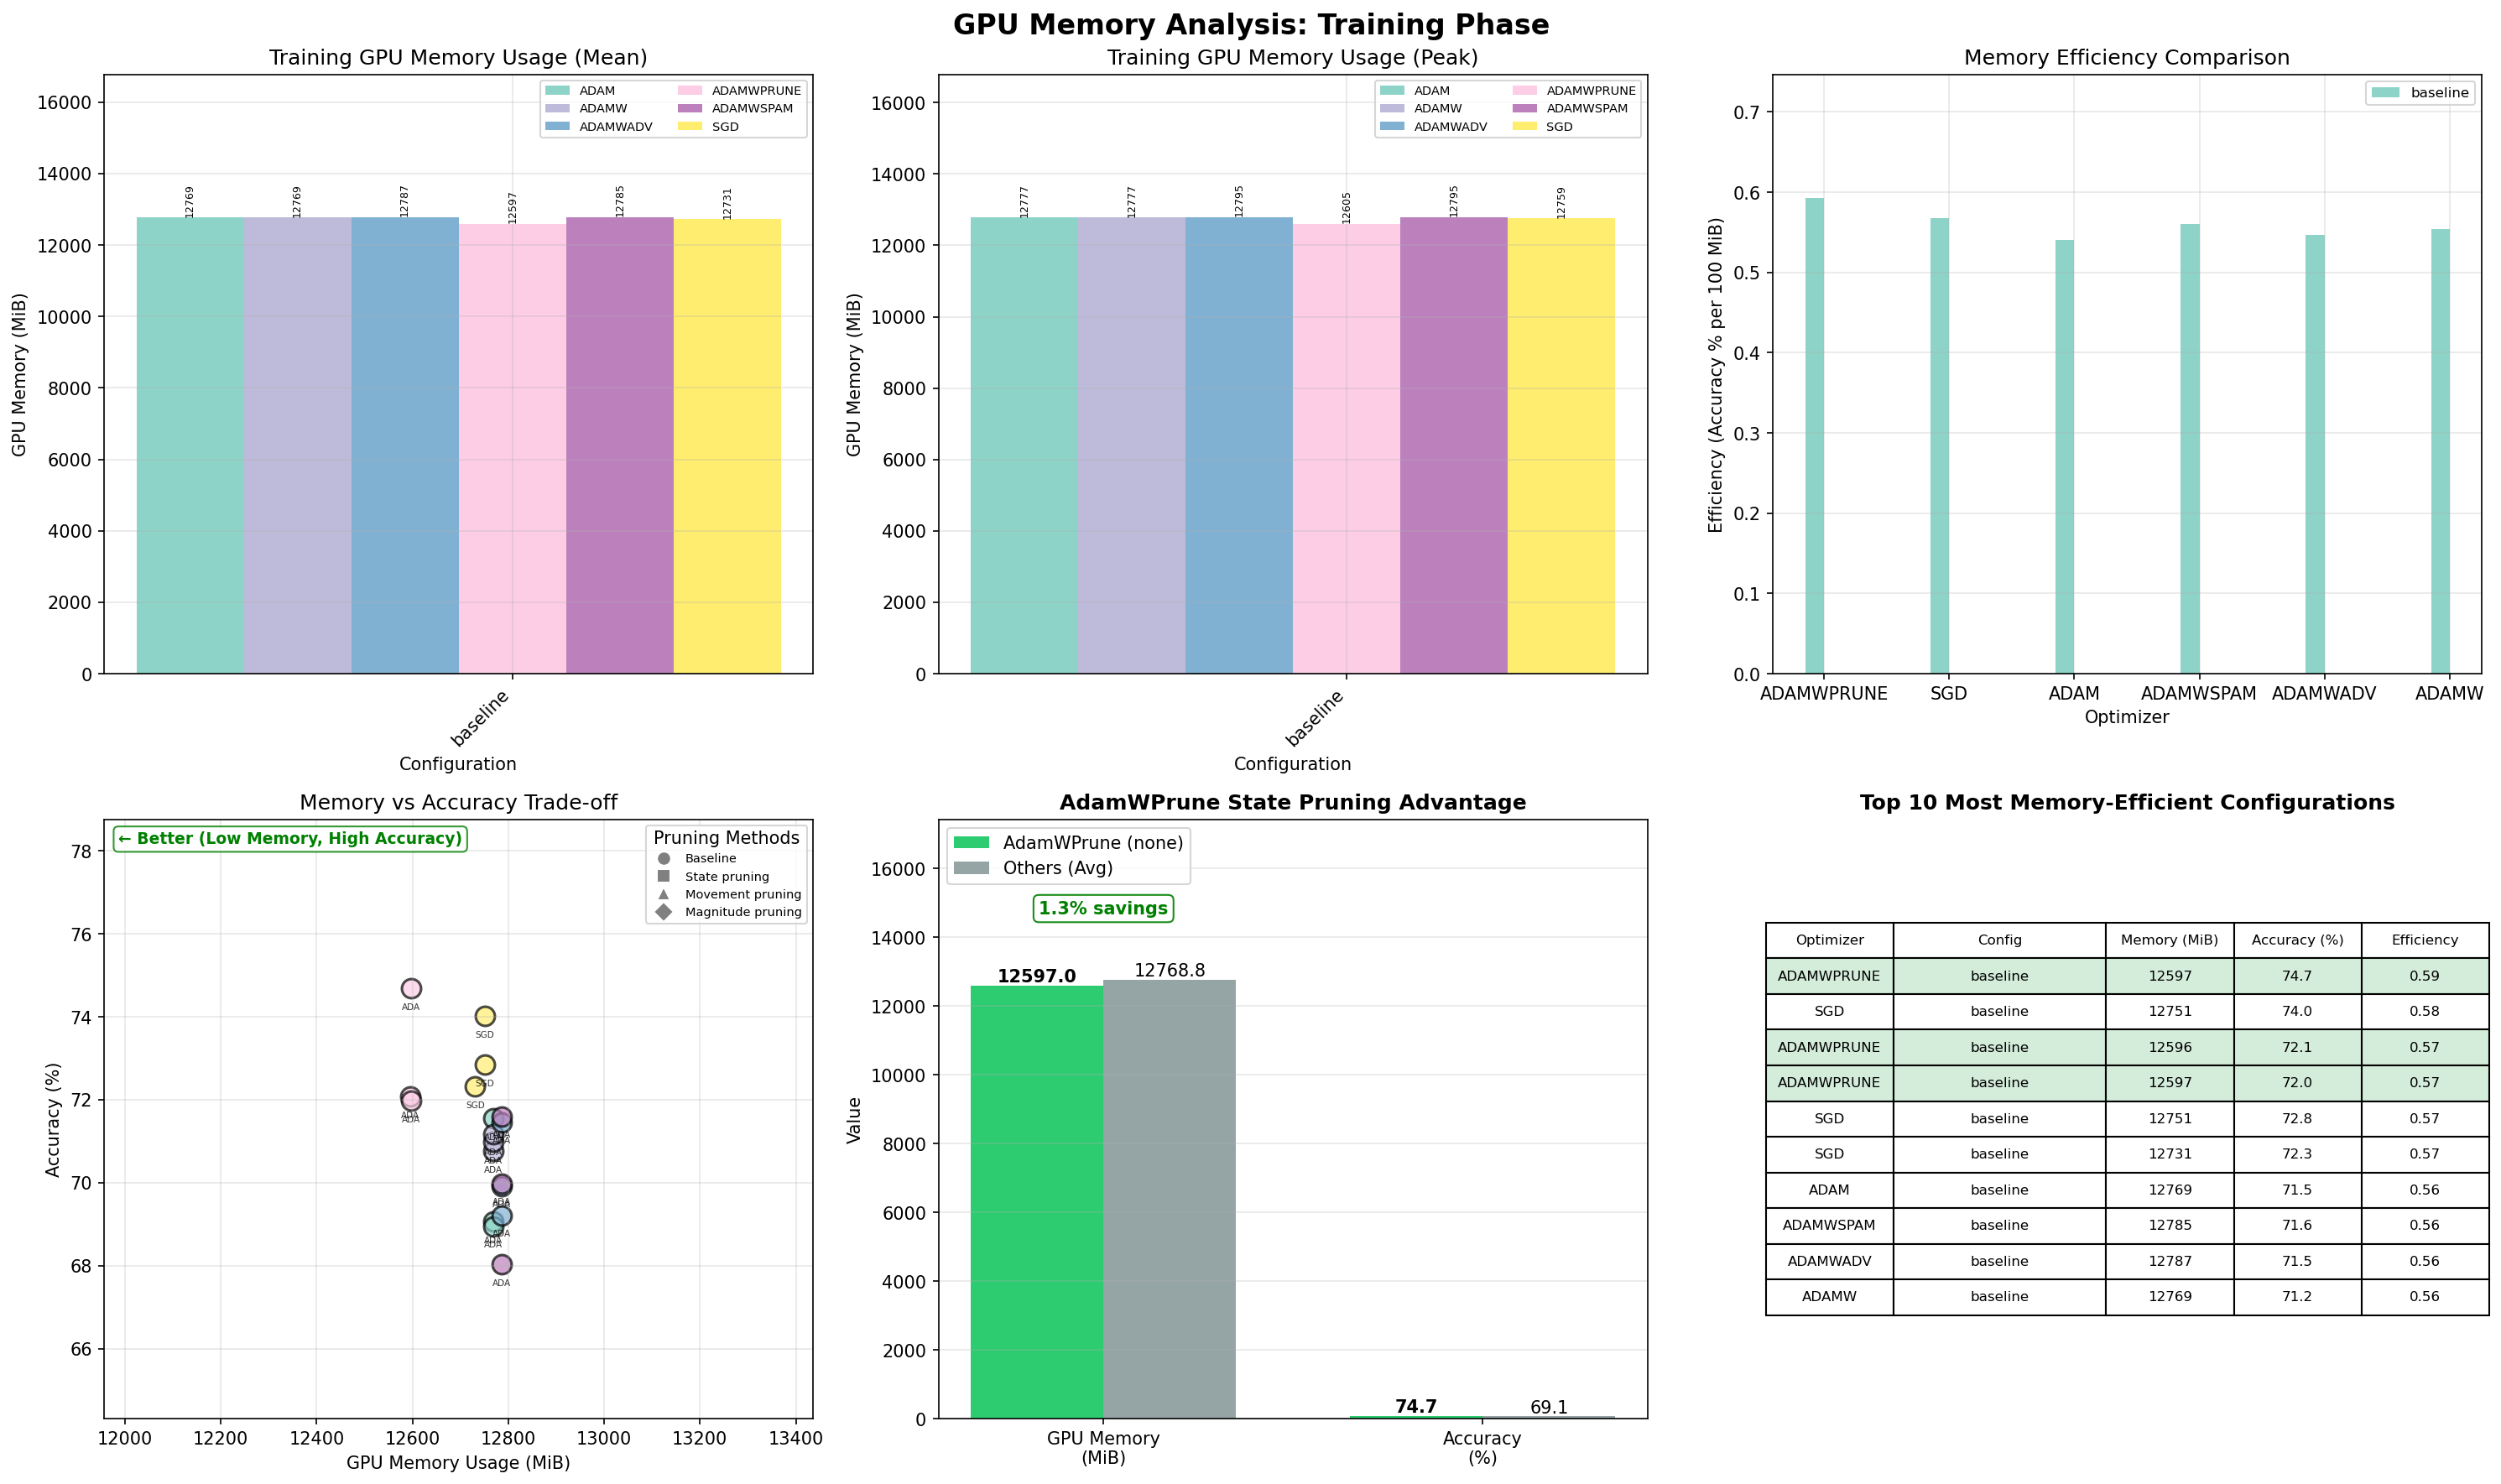 GPU Memory Analysis: Training Phase
Training GPU Memory Usage (Mean)
GPU Memory (MiB)
16000
14000
12000
10000
8000
6000
4000
2000
0
ADAM
ADAMW
ADAMWADV
ADAMWPRUNE
ADAMWSPAM
SGD
12769
12769
12787
12597
12785
12731
baseline
Configuration
Training GPU Memory Usage (Peak)
GPU Memory (MiB)
16000
14000
12000
10000
8000
6000
4000
2000
0
ADAM
ADAMW
ADAMWADV
ADAMWPRUNE
ADAMWSPAM
SGD
12777
12777
12795
12605
12795
12759
baseline
Configuration
Memory Efficiency Comparison
Efficiency (Accuracy % per 100 MiB)
0.7
0.6
0.5
0.4
0.3
0.2
0.1
0.0
baseline
ADAMWPRUNE SGD ADAM ADAMWSPAM ADAMWADV ADAMW
Optimizer
Memory vs Accuracy Trade-off
← Better (Low Memory, High Accuracy)
Pruning Methods
Baseline
State pruning
Movement pruning
Magnitude pruning
Accuracy (%)
78
76
74
72
70
68
66
ADA
SGD
SGD
SGD
ADA
ADA
ADA
ADA
ADA
ADA
ADA
12000 12200 12400 12600 12800 13000 13200 13400
GPU Memory Usage (MiB)
AdamWPrune State Pruning Advantage
AdamWPrune (none)
Others (Avg)
1.3% savings
Value
16000
14000
12000
10000
8000
6000
4000
2000
0
12597.0
12768.8
74.7
69.1
GPU Memory
(MiB)
Accuracy
(%)
Top 10 Most Memory-Efficient Configurations
Optimizer Config Memory (MiB) Accuracy (%) Efficiency
ADAMWPRUNE baseline 12597 74.7 0.59
SGD baseline 12751 74.0 0.58
ADAMWPRUNE baseline 12596 72.1 0.57
ADAMWPRUNE baseline 12597 72.0 0.57
SGD baseline 12751 72.8 0.57
SGD baseline 12731 72.3 0.57
ADAM baseline 12769 71.5 0.56
ADAMWSPAM baseline 12785 71.6 0.56
ADAMWADV baseline 12787 71.5 0.56
ADAMW baseline 12769 71.2 0.56